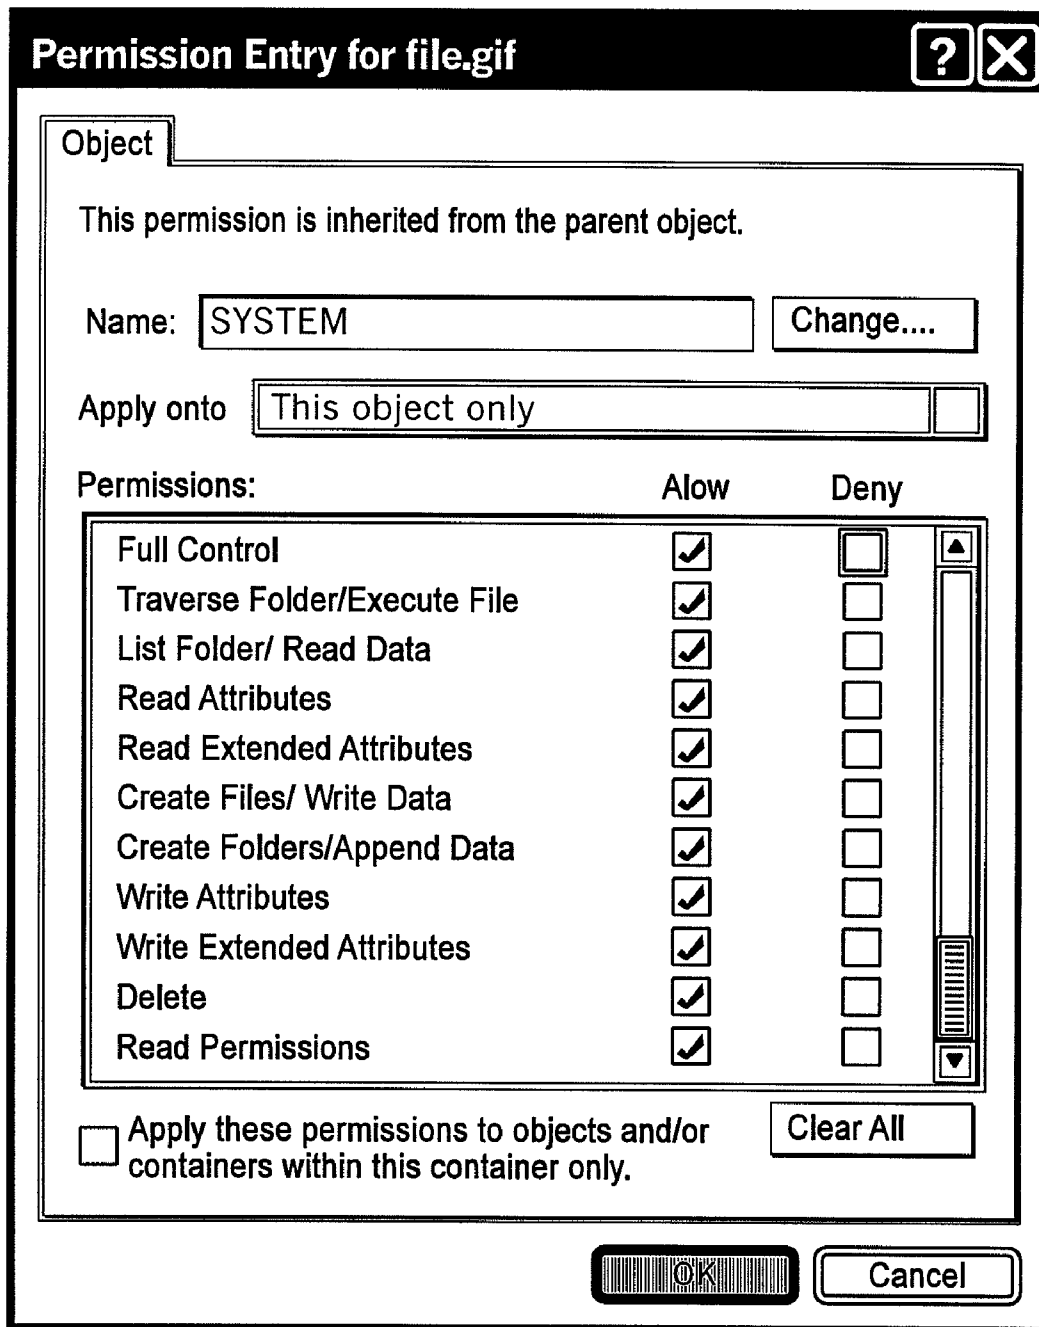 Permission Entry for file.gif
? X
Object
This permission is inherited from the parent object.
Name: SYSTEM Change....
Apply onto This object only
Permissions: Alow Deny
Full Control
Traverse Folder/Execute File
List Folder/ Read Data
Read Attributes
Read Extended Attributes
Create Files/ Write Data
Create Folders/Append Data
Write Attributes
Write Extended Attributes
Delete
Read Permissions
Apply these permissions to objects and/or Clear All
containers within this container only.
OK Cancel